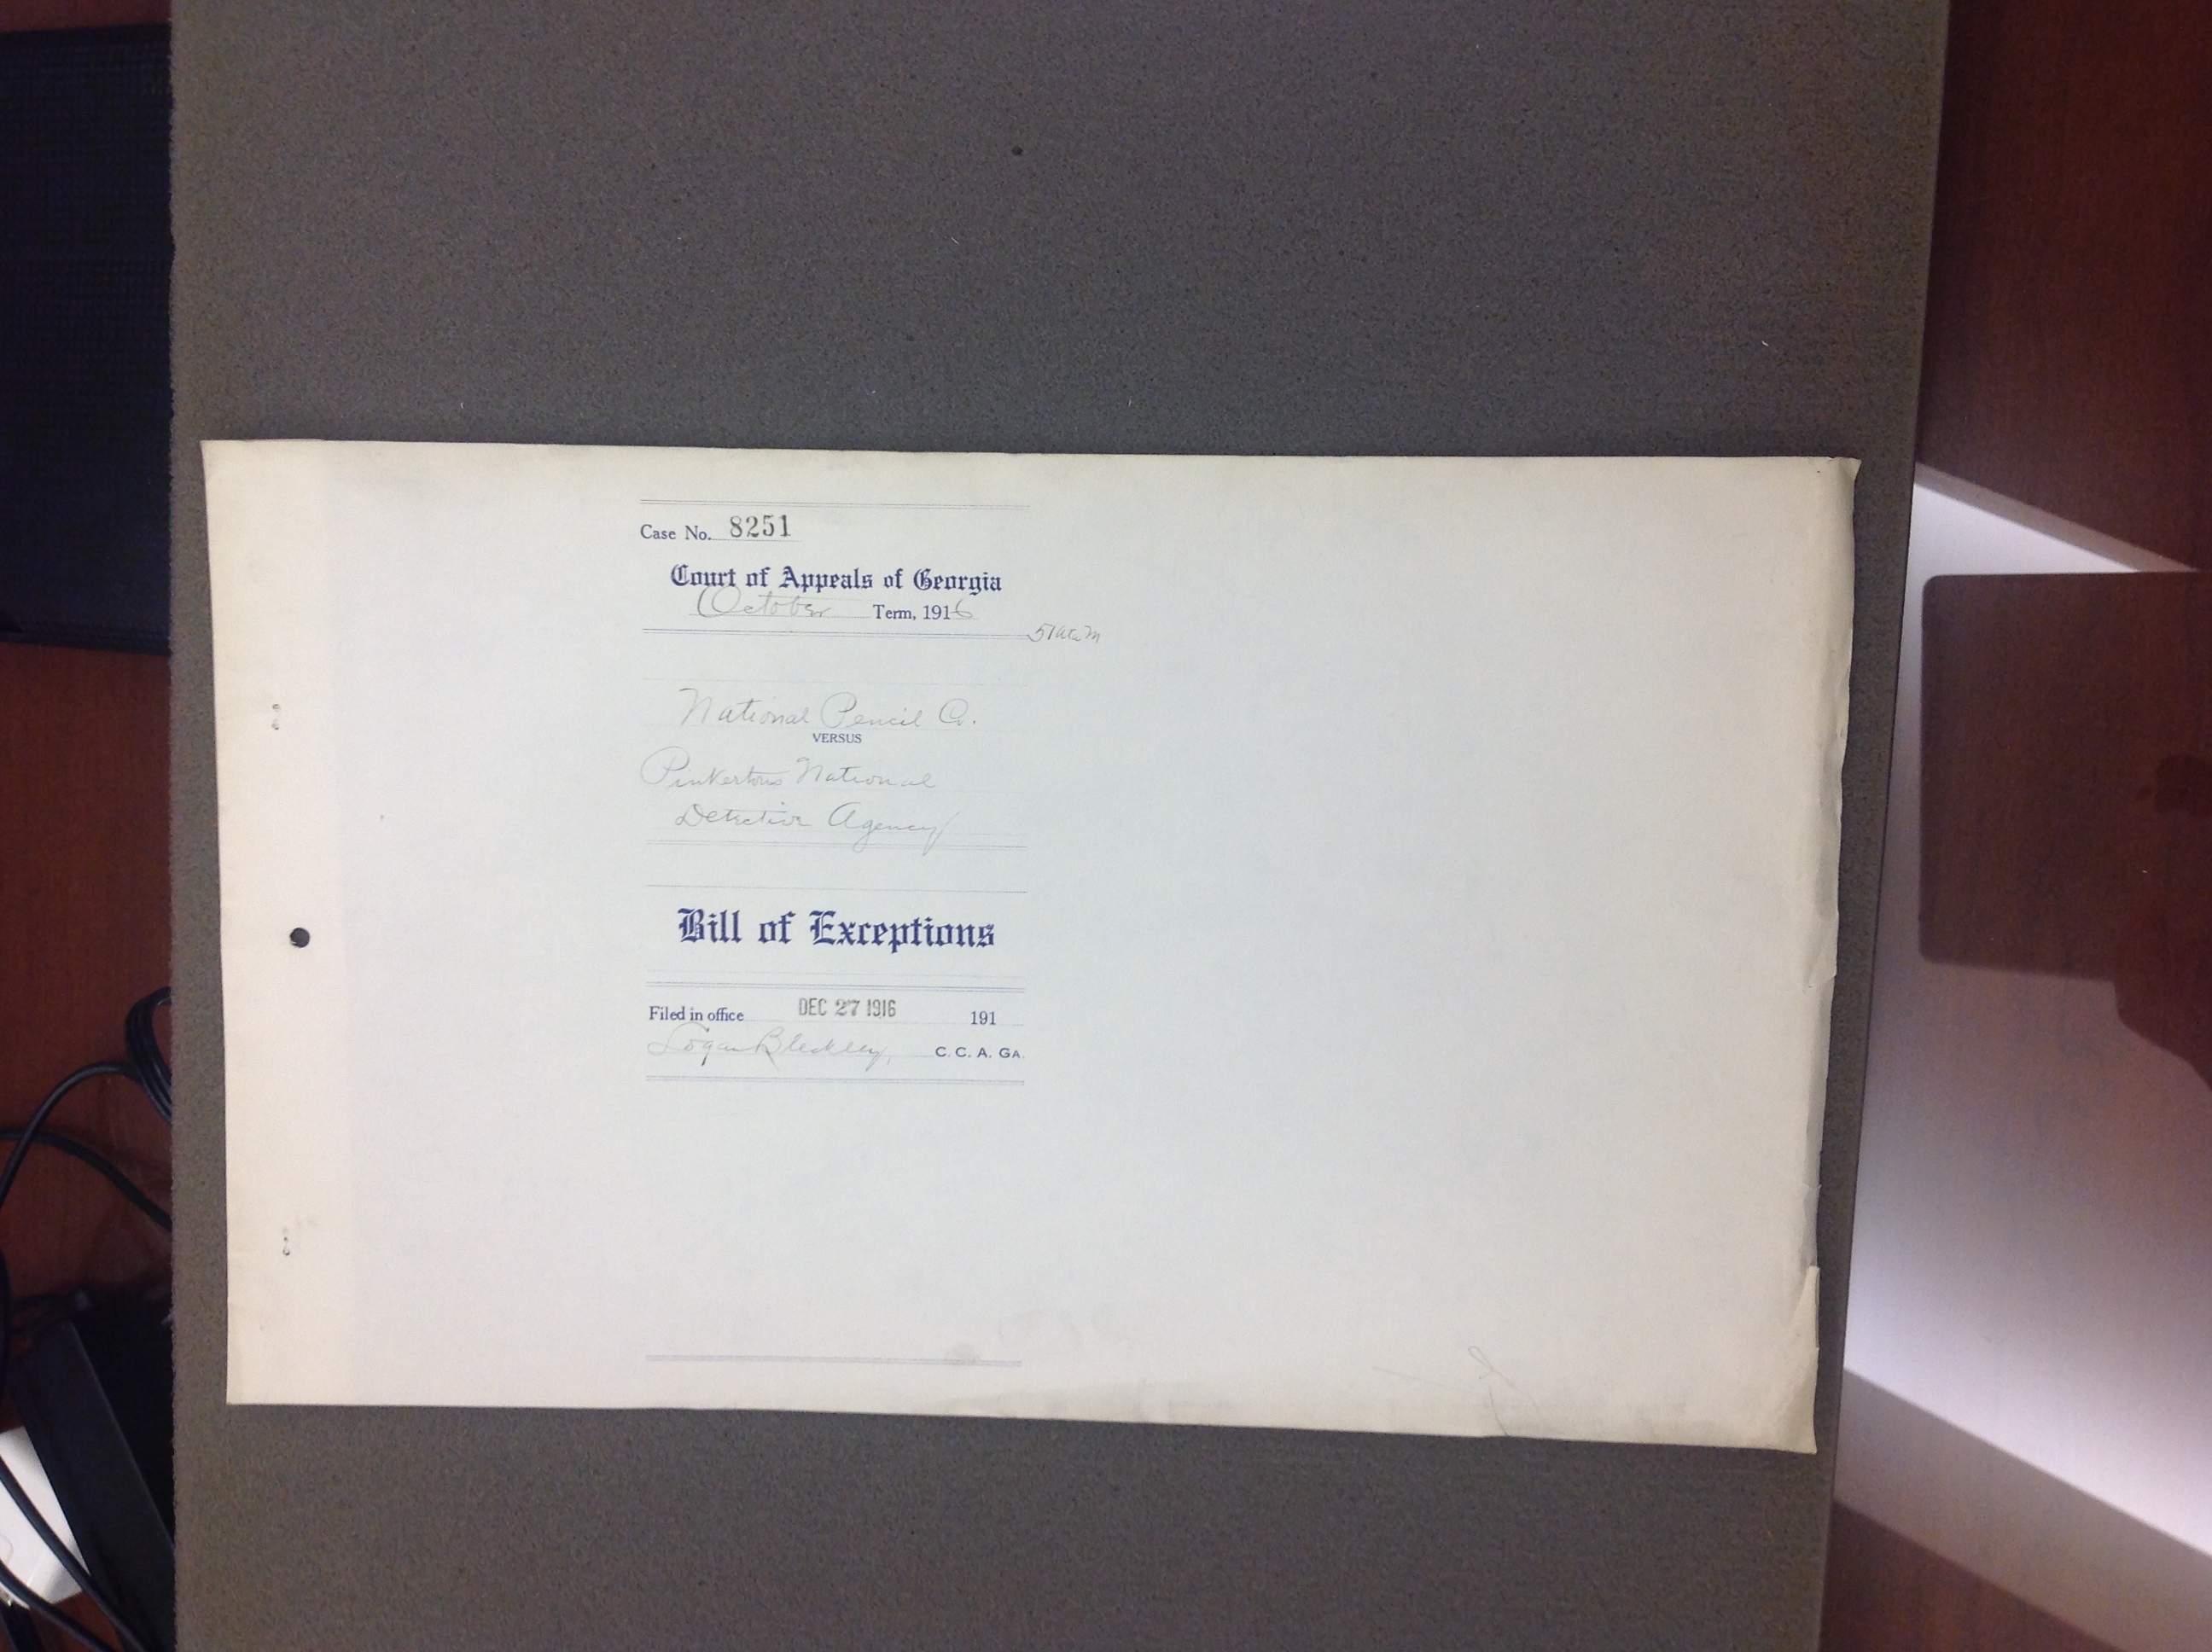 Case No. 8251
Court of Appeals of Georgia
October Term, 1916
National Pencil Co.
VERSUS
Pinkertons National
Detective Agency
Bill of Exceptions
Filed in office DEC 27 1916 191
Logan Bleckley, C. C. A. GA.